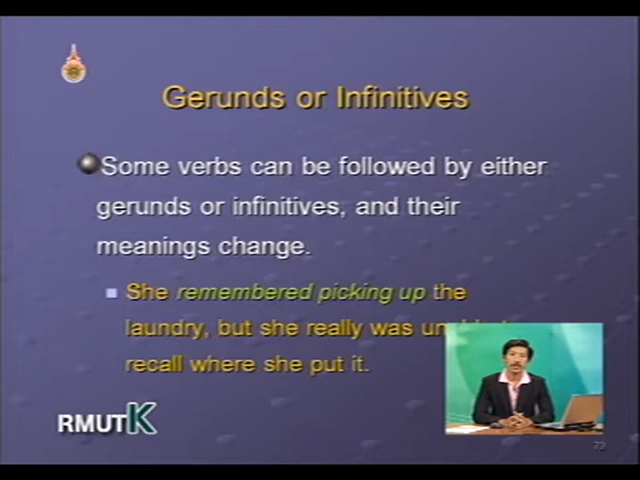 Gerunds or Infinitives
Some verbs can be followed by either
gerunds or infinitives, and their
meanings change.
She remembered picking up the
laundry, but she really was
recall where she put it.
RMUTK
72